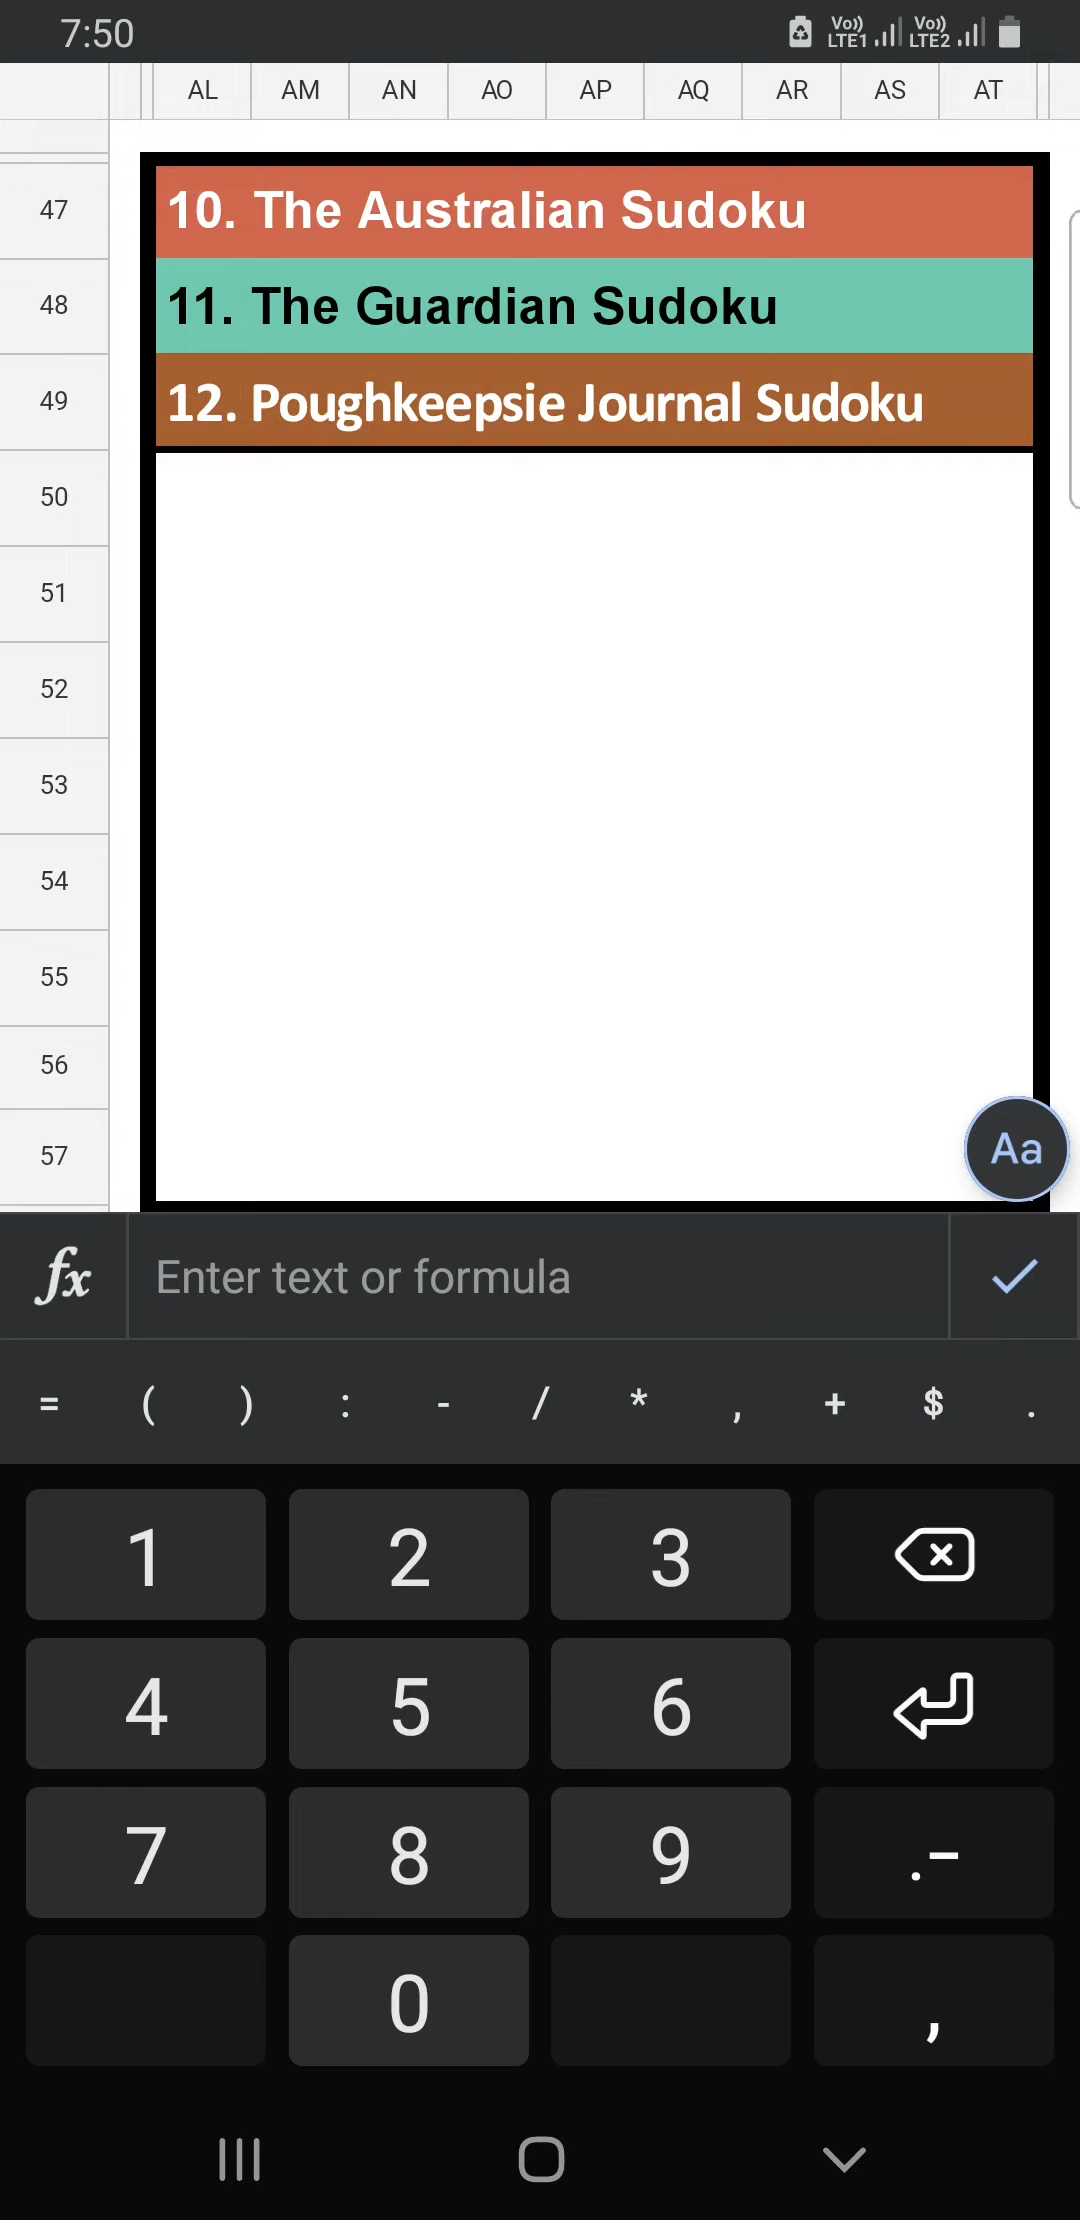 7:50
Vo)) LTE1 Vo)) LTE2
AL AM AN AO AP AQ AR AS AT
47 10. The Australian Sudoku
48 11. The Guardian Sudoku
49 12. Poughkeepsie Journal Sudoku
50
51
52
53
54
55
56
57
Aa
fx Enter text or formula
= ( ) : - / * , + $ .
1 2 3
4 5 6
7 8 9 .-
0 ,